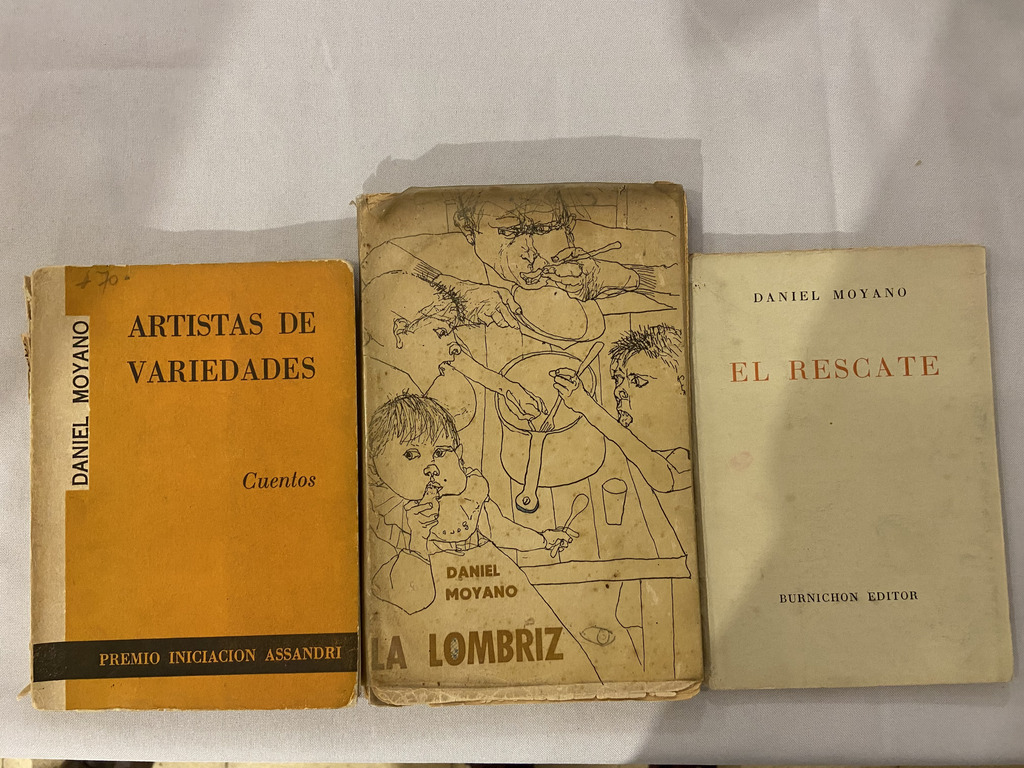 70.
DANIEL MOYANO
ARTISTAS DE
VARIEDADES
Cuentos
PREMIO INICIACION ASSANDRI
DANIEL
MOYANO
LA LOMBRIZ
DANIEL MOYANO
EL RESCATE
BURNICHON EDITOR